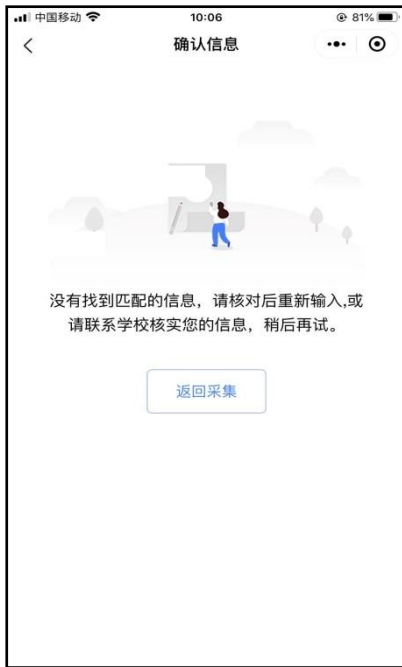 中国移动 10:06 81%
确认信息
没有找到匹配的信息，请核对后重新输入,或
请联系学校核实您的信息，稍后再试。
返回采集